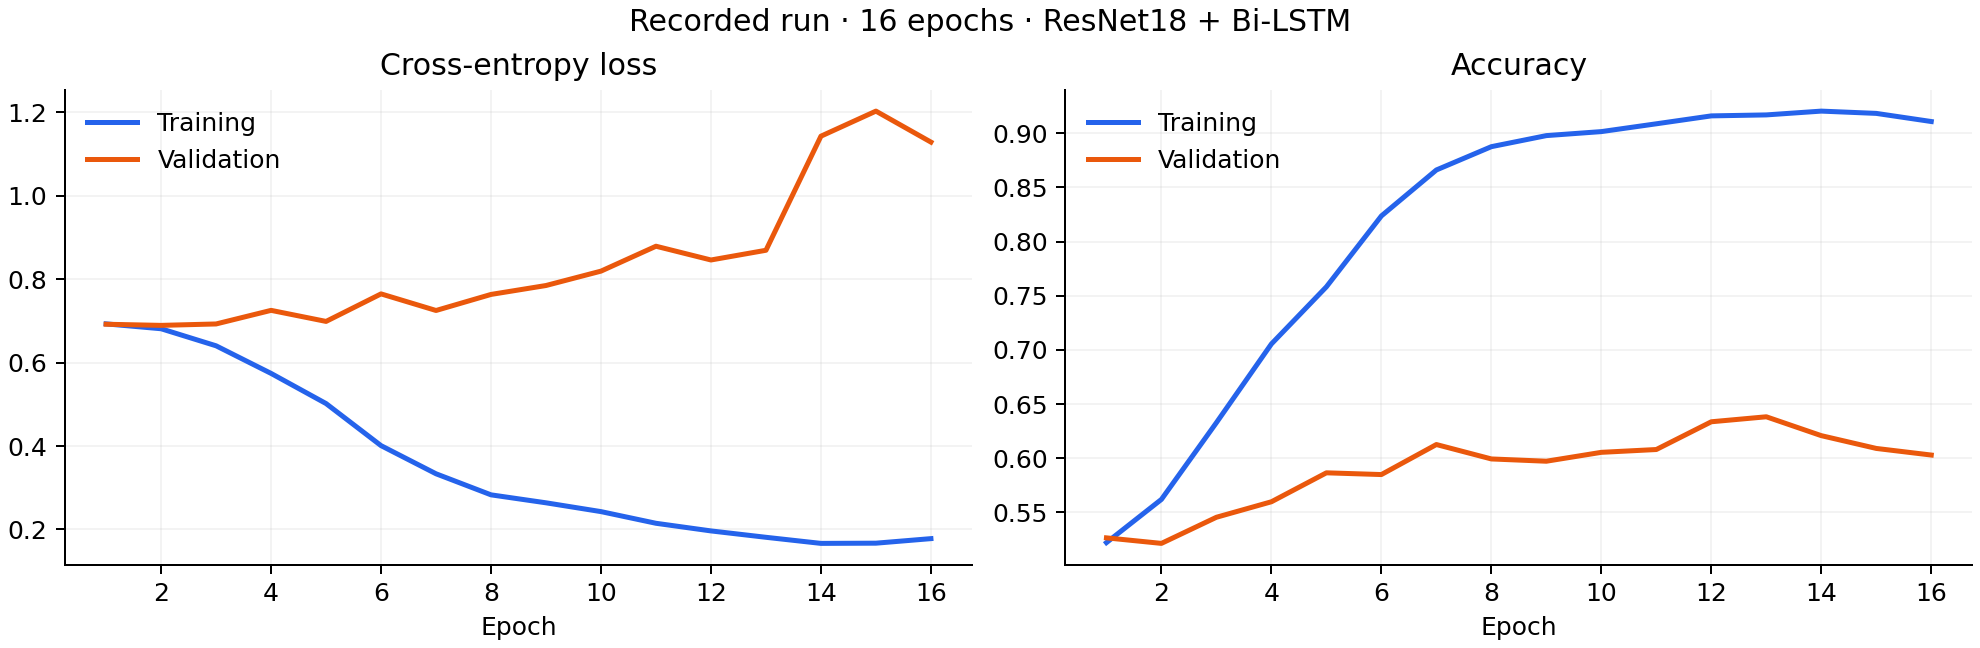 Recorded run · 16 epochs · ResNet18 + Bi-LSTM
Cross-entropy loss
Training
Validation
1.2
1.0
0.8
0.6
0.4
0.2
2 4 6 8 10 12 14 16
Epoch
Accuracy
Training
Validation
0.90
0.85
0.80
0.75
0.70
0.65
0.60
0.55
2 4 6 8 10 12 14 16
Epoch